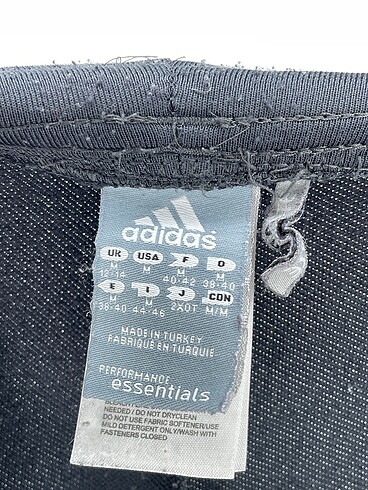 adidas
UK USA F D
M M M M
12-14 40-42 38-40
E I J CDN
M M M/M
38-40 44-46 2XOT
MADE IN TURKEY
FABRIQUE EN TURQUIE
PERFORMANCE
essentials
NEEDED / DO NOT DRYCLEAN
DO NOT USE FABRIC SOFTENER/USE
MILD DETERGENT ONLY/WASH WITH
FASTENERS CLOSED